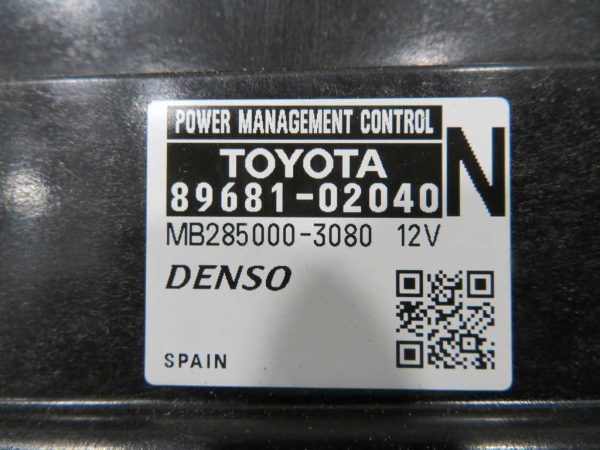 POWER MANAGEMENT CONTROL
TOYOTA
89681-02040
N
MB285000-3080 12V
DENSO
SPAIN